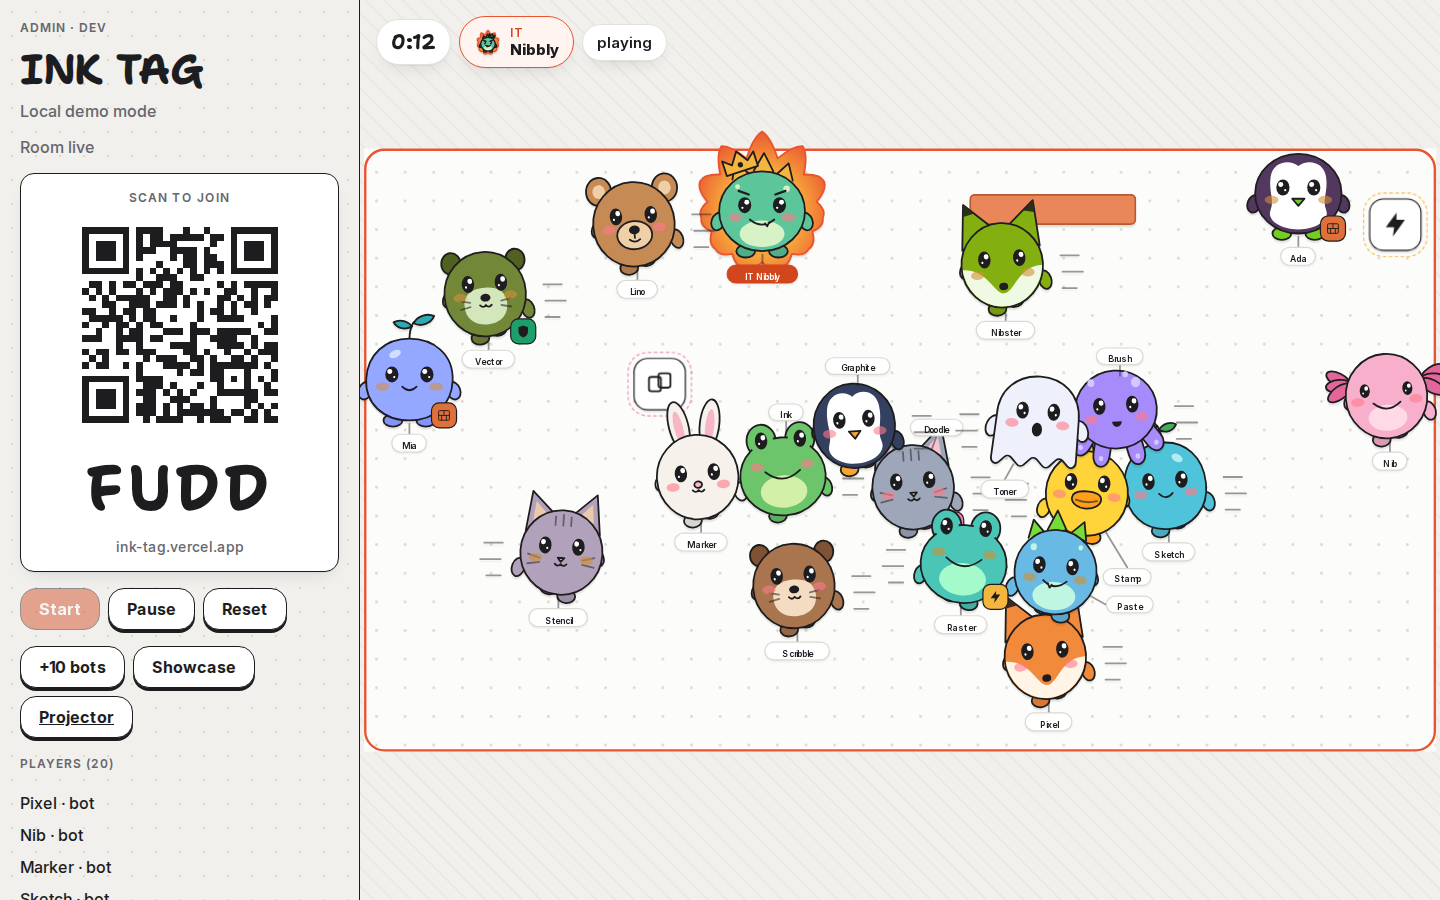 ADMIN · DEV
INK TAG
Local demo mode
Room live
SCAN TO JOIN
FUDD
ink-tag.vercel.app
Start
Pause
Reset
+10 bots
Showcase
Projector
PLAYERS (20)
Pixel · bot
Nib · bot
Marker · bot
Sketch · bot
0:12
IT
Nibbly
playing
Lino
IT Nibbly
Ada
Nibster
Vector
Mia
Graphite
Brush
Ink
Doodle
Nib
Toner
Marker
Sketch
Stamp
Paste
Stencil
Raster
Scribble
Pixel